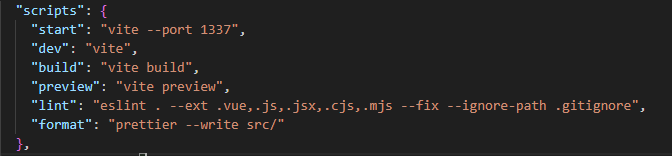 "scripts": {
"start": "vite --port 1337",
"dev": "vite",
"build": "vite build",
"preview": "vite preview",
"lint": "eslint . --ext .vue,.js,.jsx,.cjs,.mjs --fix --ignore-path .gitignore",
"format": "prettier --write src/"
},